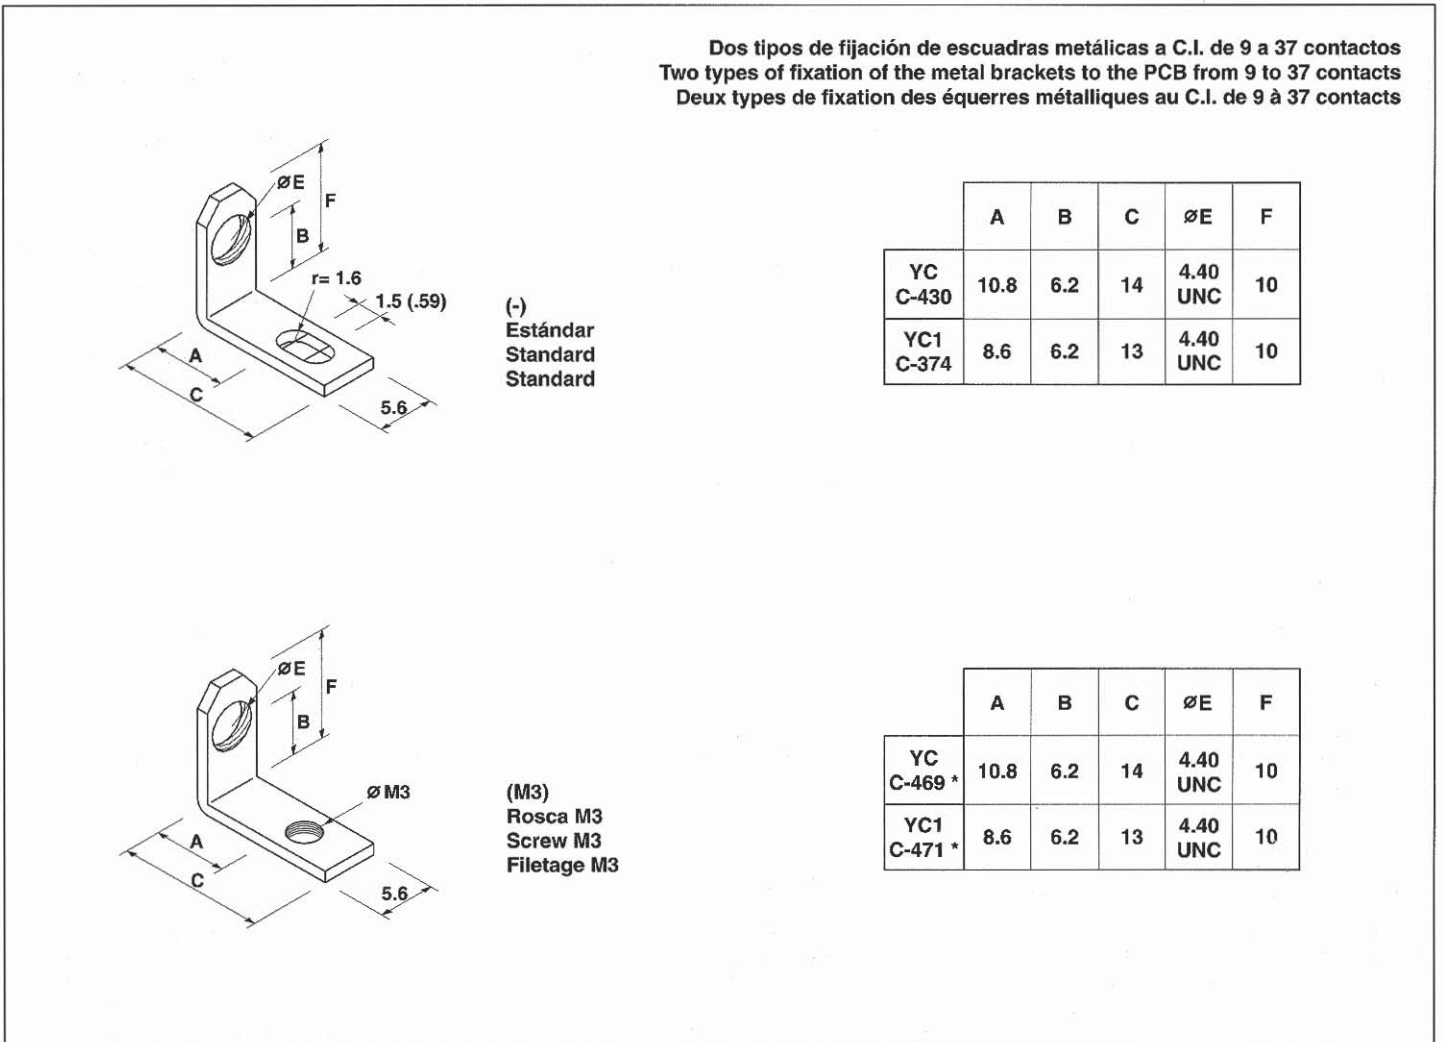 Dos tipos de fijación de escuadras metálicas a C.I. de 9 a 37 contactos
Two types of fixation of the metal brackets to the PCB from 9 to 37 contacts
Deux types de fixation des équerres métalliques au C.I. de 9 à 37 contacts
ØE
F
B
r= 1.6
1.5 (.59)
A
C
5.6
(-)
Estándar
Standard
Standard
A B C ØE F
YC C-430 10.8 6.2 14 4.40 UNC 10
YC1 C-374 8.6 6.2 13 4.40 UNC 10
ØE
F
B
Ø M3
A
C
5.6
(M3)
Rosca M3
Screw M3
Filetage M3
A B C ØE F
YC C-469 * 10.8 6.2 14 4.40 UNC 10
YC1 C-471 * 8.6 6.2 13 4.40 UNC 10